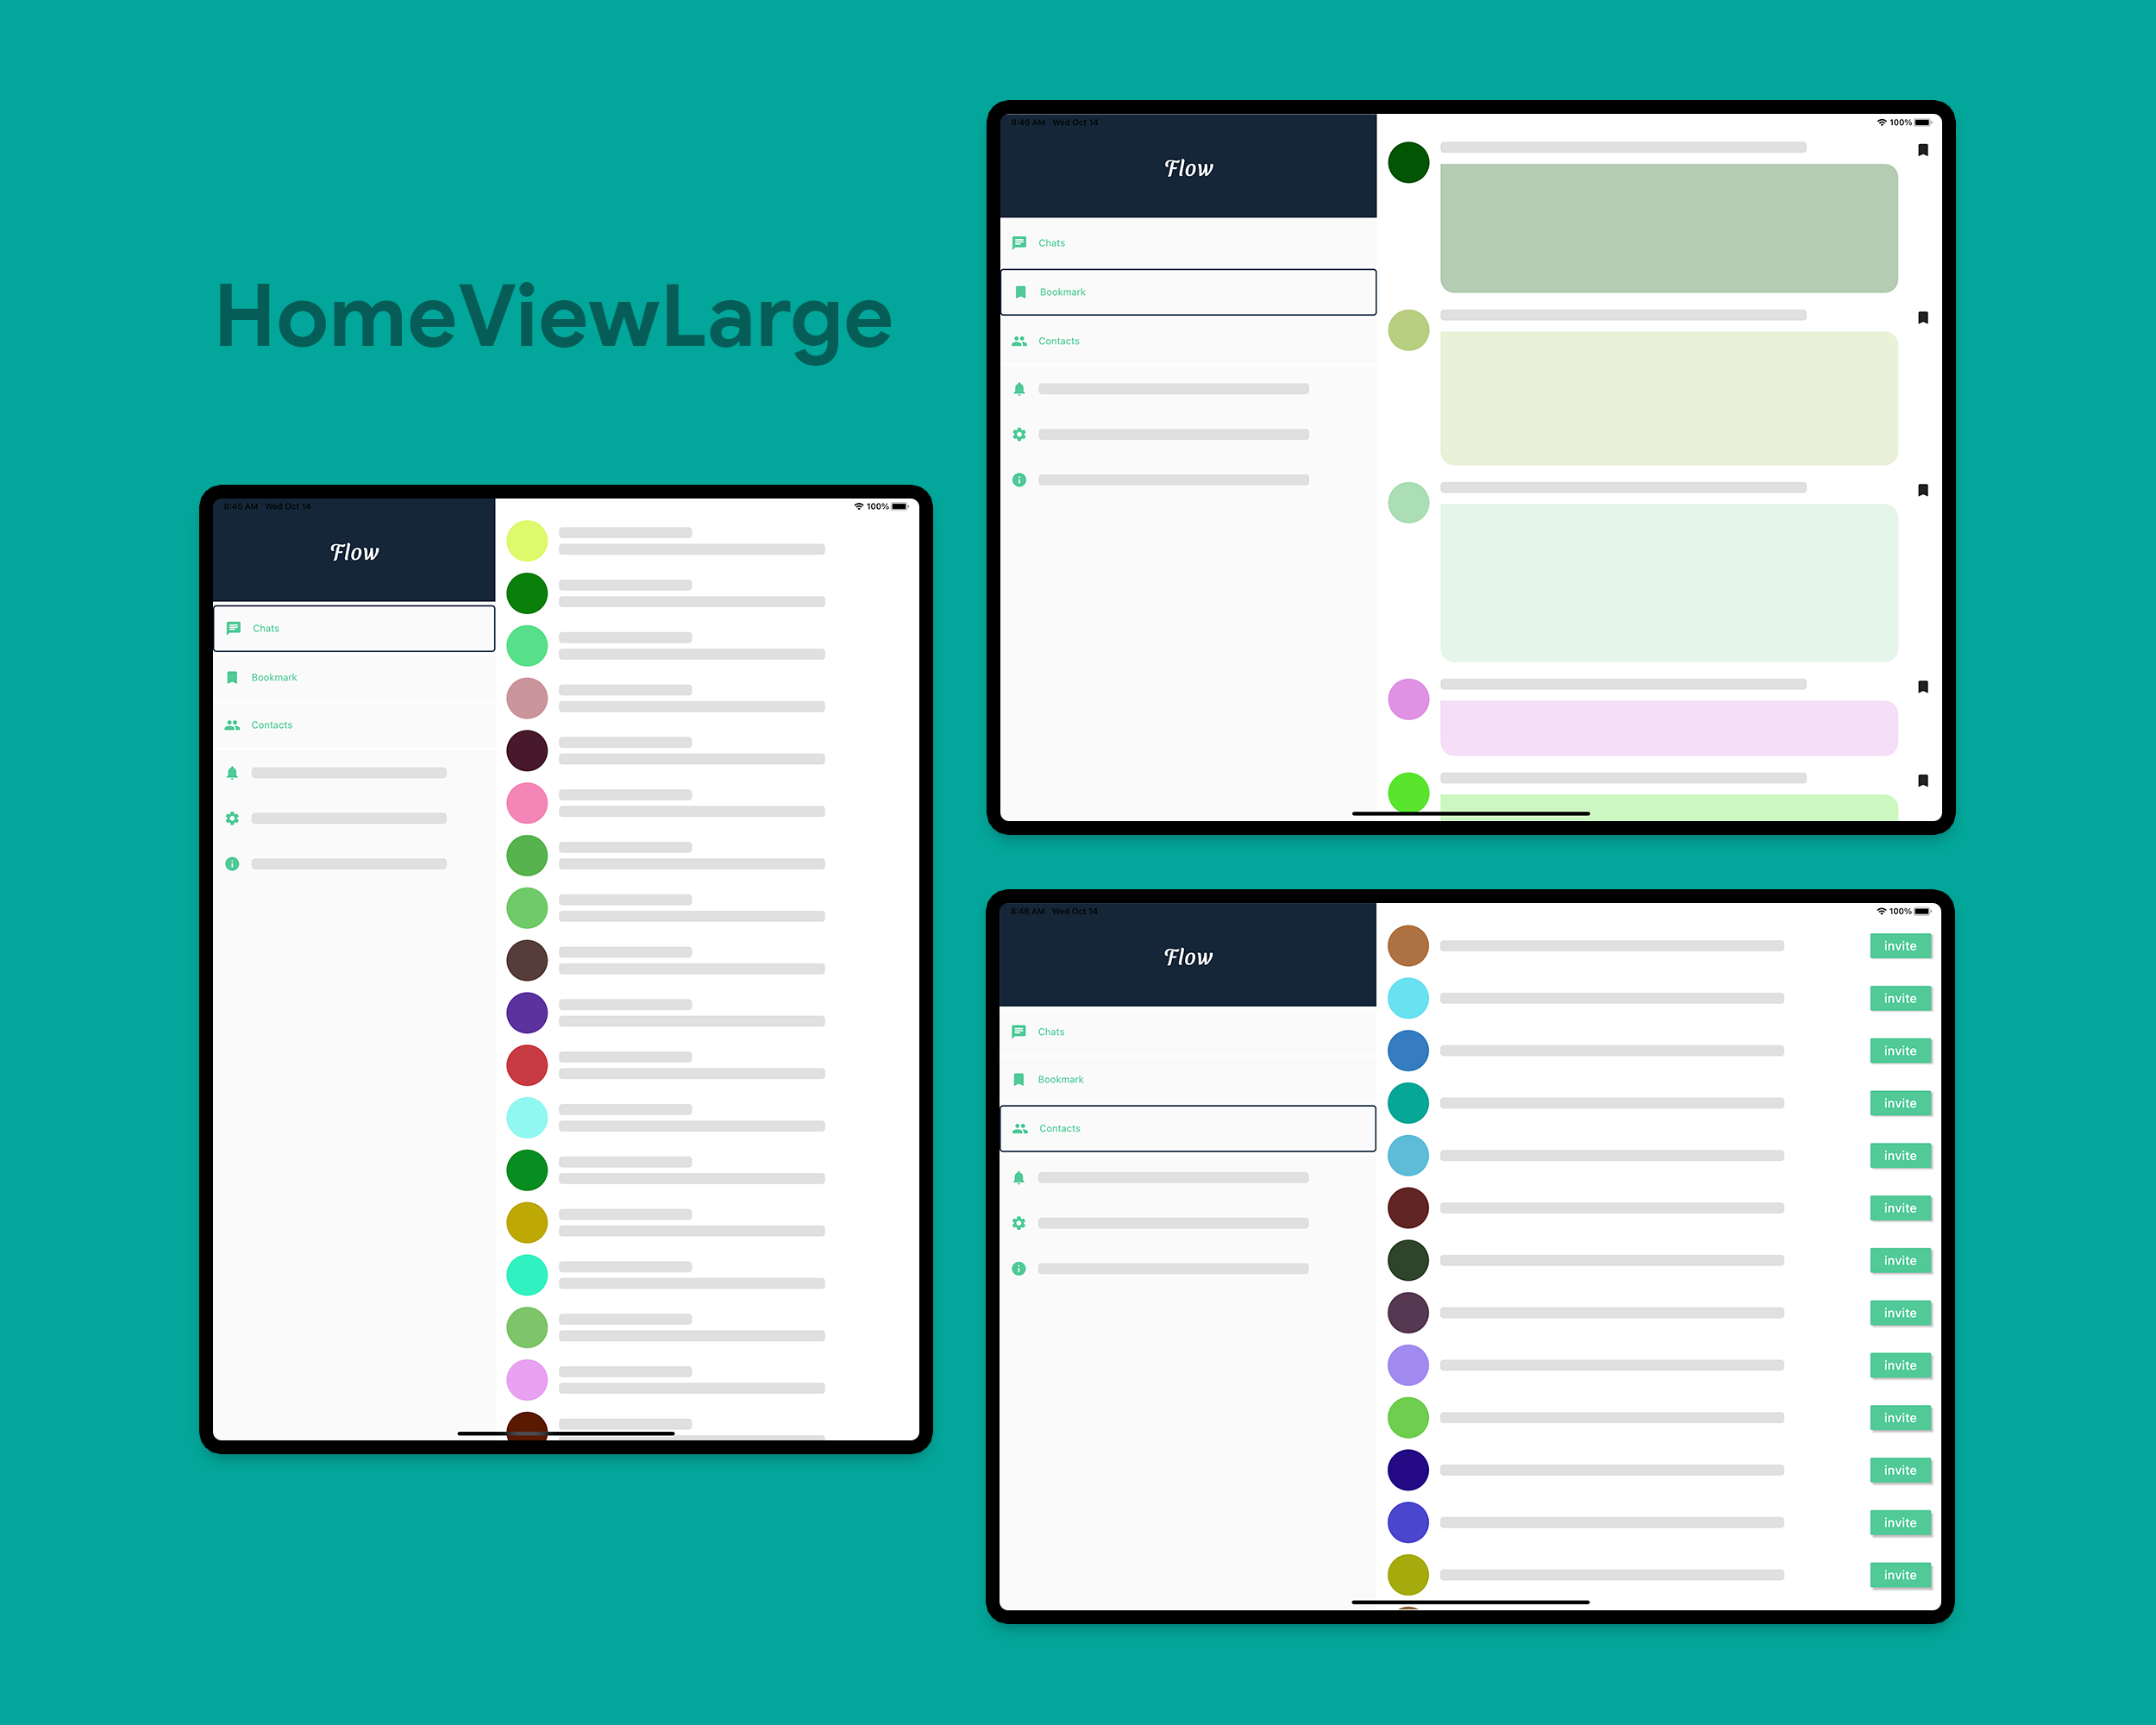 HomeViewLarge
8:45 AM Wed Oct 14
100%
Flow
Chats
Bookmark
Contacts
8:46 AM Wed Oct 14
100%
Flow
Chats
Bookmark
Contacts
8:46 AM Wed Oct 14
100%
Flow
Chats
Bookmark
Contacts
invite
invite
invite
invite
invite
invite
invite
invite
invite
invite
invite
invite
invite